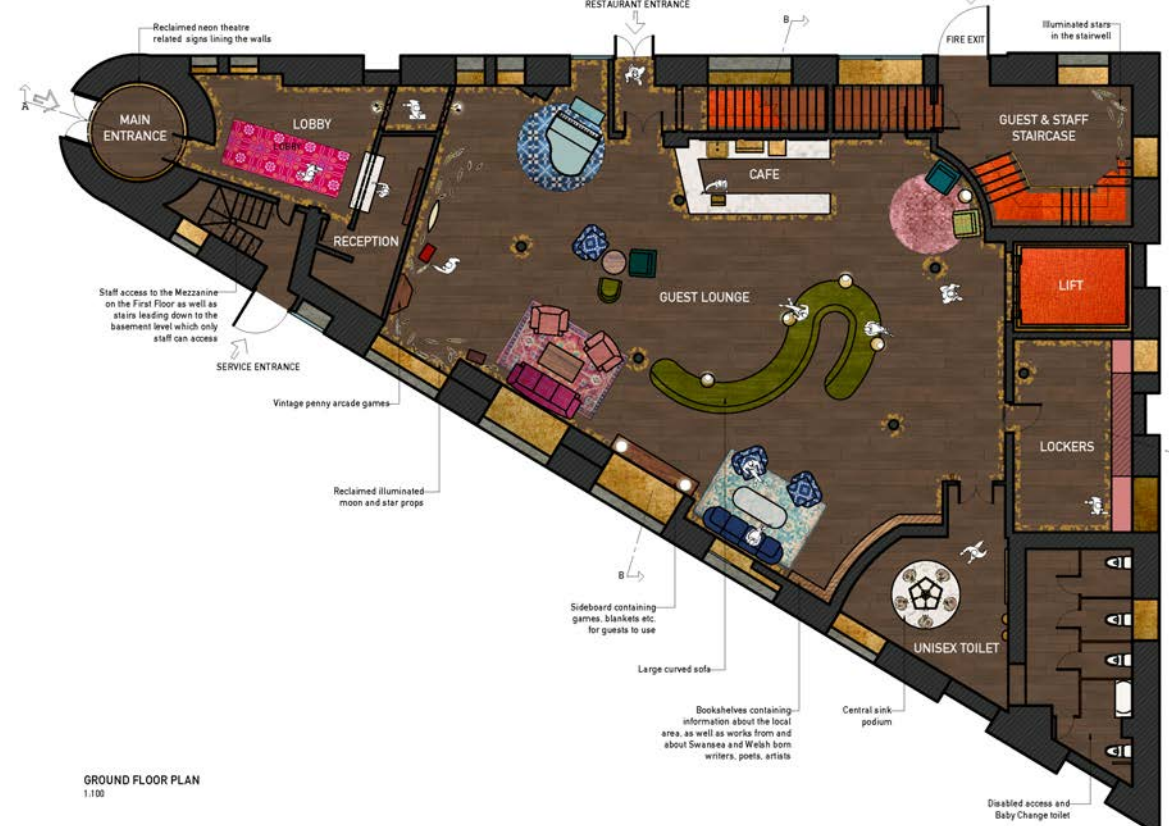 RESTAURANT ENTRANCE
B
Reclaimed neon theatre
related signs lining the walls
Illuminated stars
in the stairwell
FIRE EXIT
A
MAIN
ENTRANCE
LOBBY
LOBBY
GUEST & STAFF
STAIRCASE
CAFE
RECEPTION
GUEST LOUNGE
LIFT
Staff access to the Mezzanine
on the First Floor as well as
stairs leading down to the
basement level which only
staff can access
SERVICE ENTRANCE
Vintage penny arcade games
LOCKERS
Reclaimed illuminated
moon and star props
B
Sideboard containing
games, blankets etc.
for guests to use
UNISEX TOILET
Large curved sofa
Bookshelves containing
information about the local
area, as well as works from and
about Swansea and Welsh born
writers, poets, artists
Central sink
podium
GROUND FLOOR PLAN
1:100
Disabled access and
Baby Change toilet